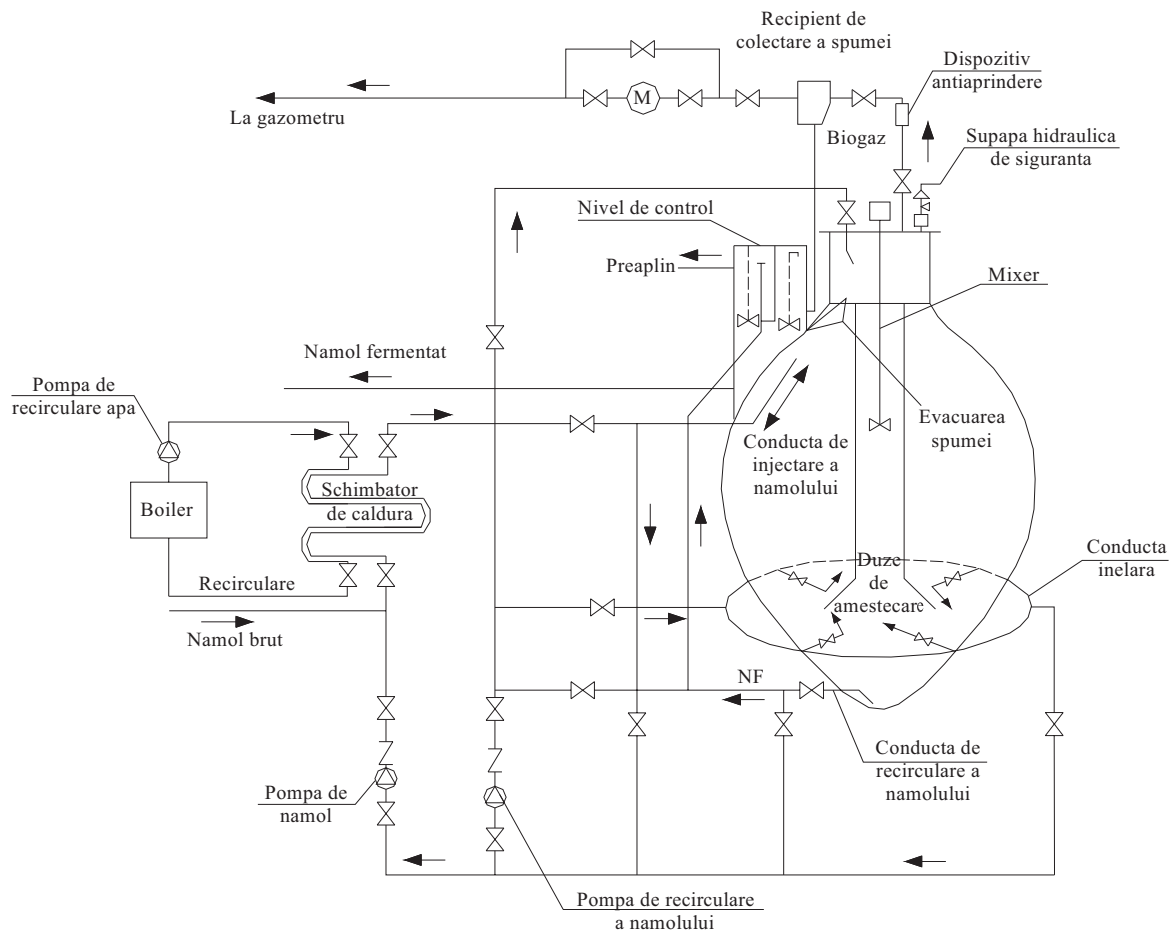 Recipient de
colectare a spumei
Dispozitiv
antiaprindere
M
La gazometru
Biogaz
Supapa hidraulica
de siguranta
Nivel de control
Preaplin
Mixer
Namol fermentat
Pompa de
recirculare apa
Evacuarea
spumei
Conducta de
injectare a
namolului
Schimbator
de caldura
Boiler
Duze
de
amestecare
Conducta
inelara
Recirculare
Namol brut
NF
Conducta de
recirculare a
namolului
Pompa de
namol
Pompa de recirculare
a namolului